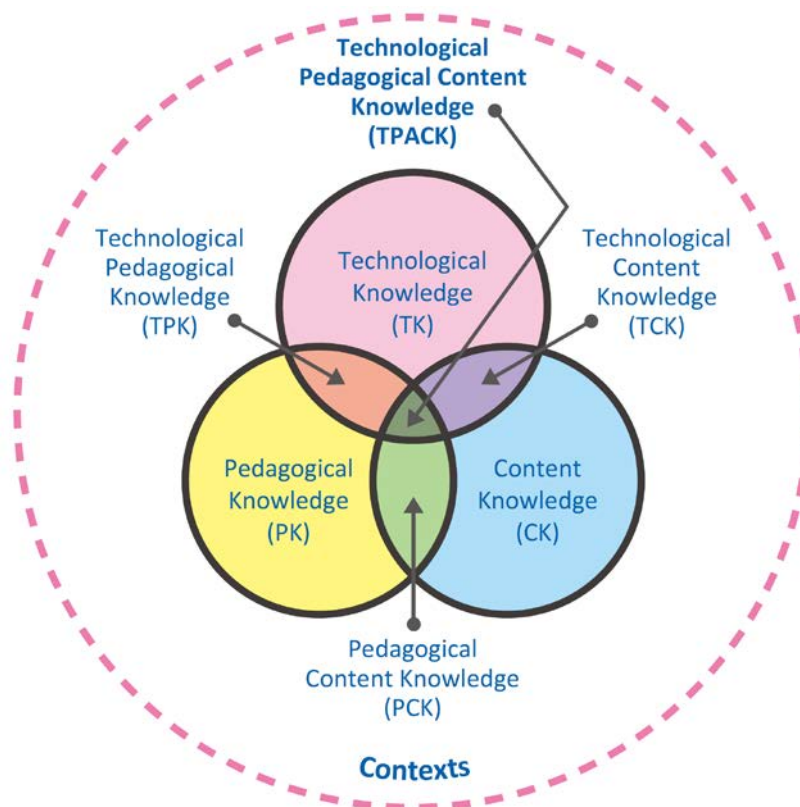 Technological
Pedagogical Content
Knowledge
(TPACK)
Technological
Pedagogical
Knowledge
(TPK)
Technological
Knowledge
(TK)
Technological
Content
Knowledge
(TCK)
Pedagogical
Knowledge
(PK)
Content
Knowledge
(CK)
Pedagogical
Content Knowledge
(PCK)
Contexts